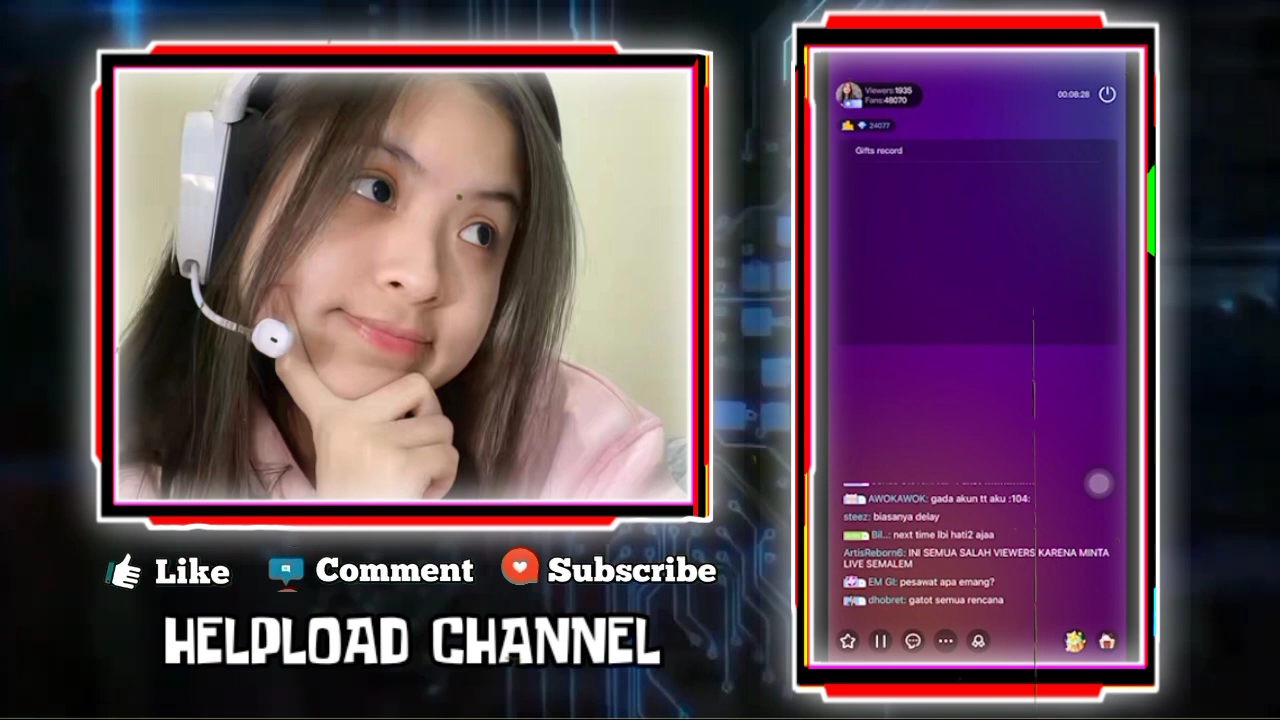 Viewers:1935
Fans:48070
00:08:28
24077
Gifts record
AWOKAWOK: gada akun tt aku :104:
steez: biasanya delay
Bil..: next time lbi hati2 ajaa
ArtisReborn6: INI SEMUA SALAH VIEWERS KARENA MINTA
LIVE SEMALEM
EM GI: pesawat apa emang?
dhobret: gatot semua rencana
Like
Comment
Subscribe
HELPLOAD CHANNEL